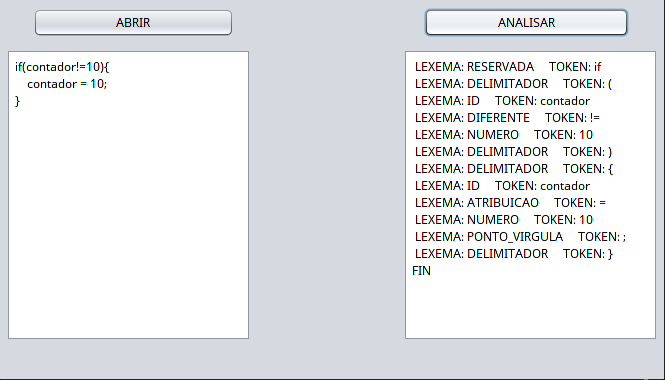 ABRIR
ANALISAR
if(contador!=10){
    contador = 10;
}
LEXEMA: RESERVADA    TOKEN: if
LEXEMA: DELIMITADOR    TOKEN: (
LEXEMA: ID    TOKEN: contador
LEXEMA: DIFERENTE    TOKEN: !=
LEXEMA: NUMERO    TOKEN: 10
LEXEMA: DELIMITADOR    TOKEN: )
LEXEMA: DELIMITADOR    TOKEN: {
LEXEMA: ID    TOKEN: contador
LEXEMA: ATRIBUICAO    TOKEN: =
LEXEMA: NUMERO    TOKEN: 10
LEXEMA: PONTO_VIRGULA    TOKEN: ;
LEXEMA: DELIMITADOR    TOKEN: }
FIN